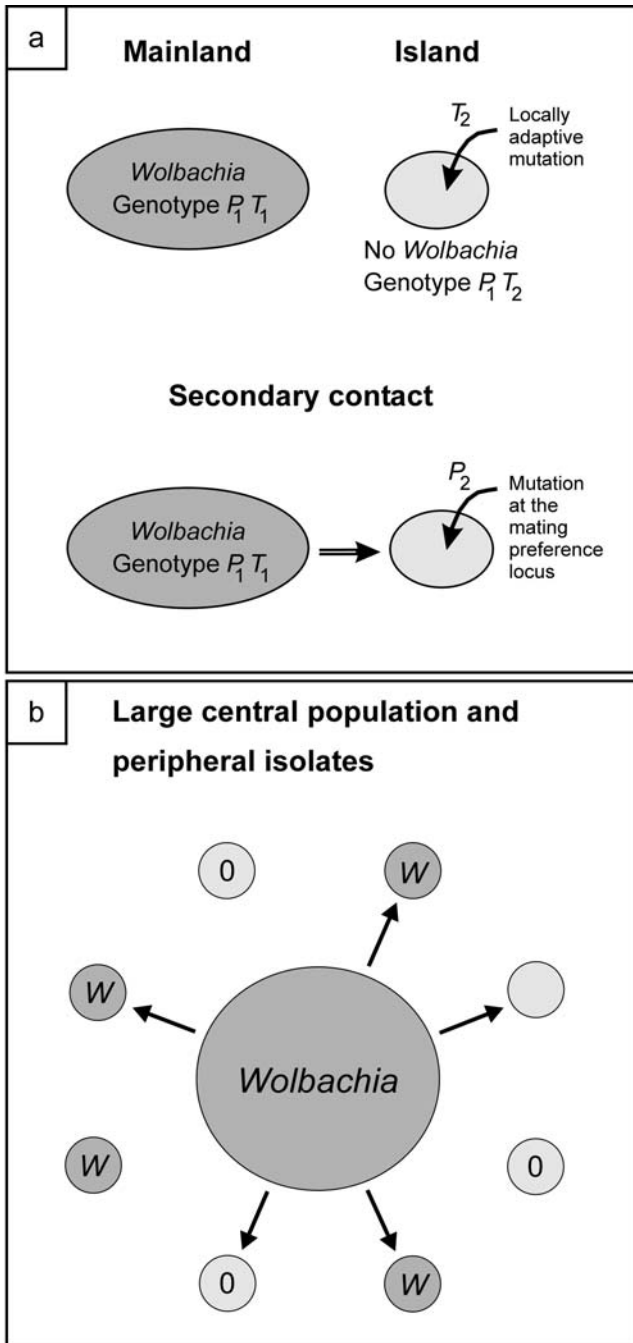 a
Mainland
Island
Wolbachia
Genotype P₁ T₁
T₂
Locally
adaptive
mutation
No Wolbachia
Genotype P₁ T₂
Secondary contact
Wolbachia
Genotype P₁ T₁
P₂
Mutation
at the
mating
preference
locus
b
Large central population and
peripheral isolates
0
W
W
Wolbachia
W
0
0
W